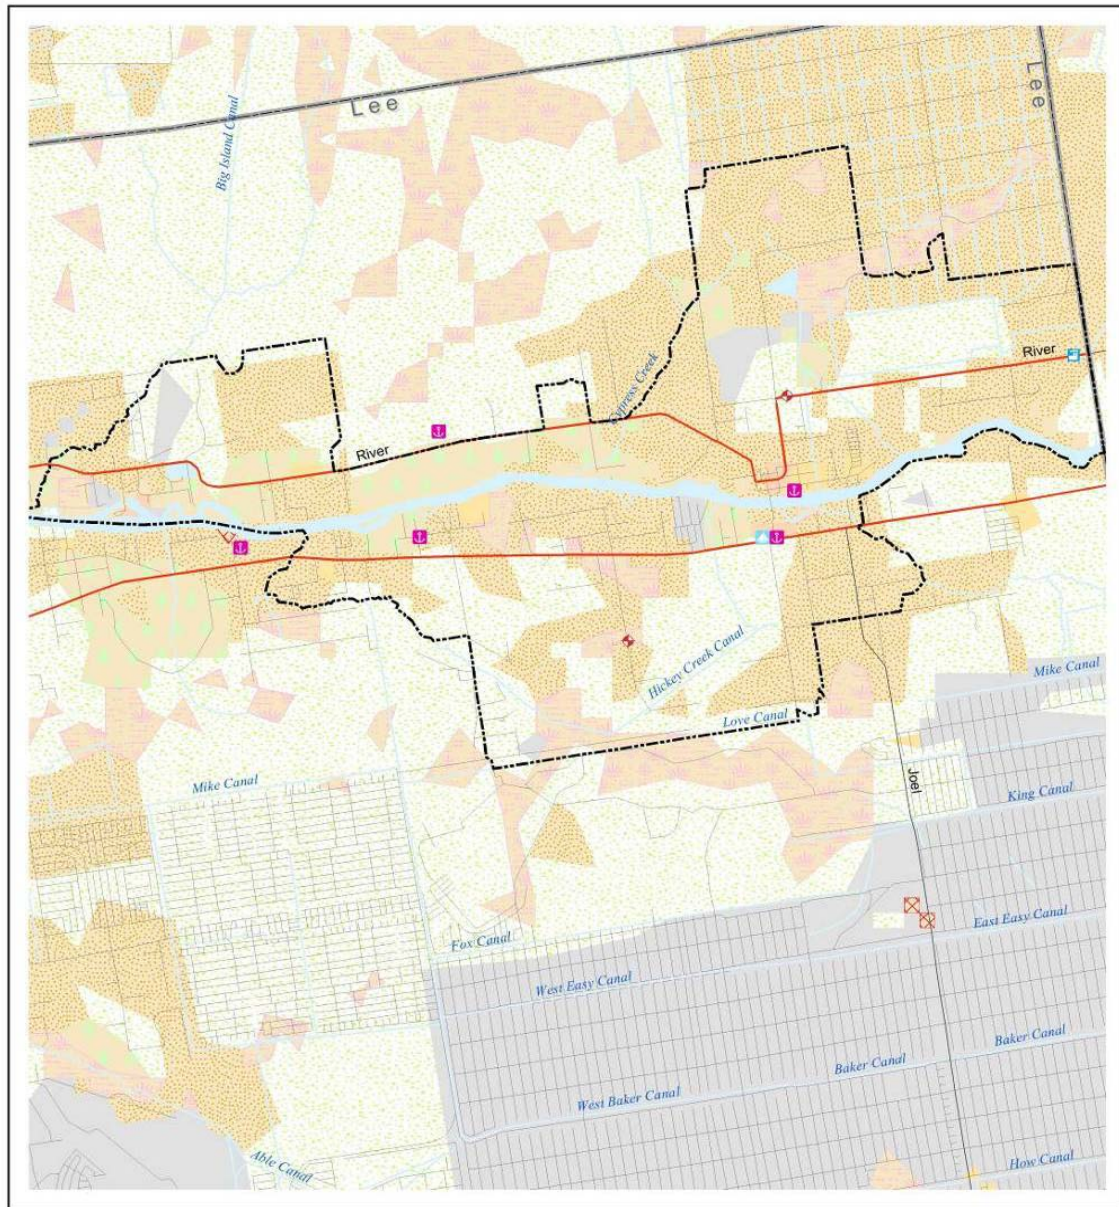 Lee
Lee
Big Island Canal
River
Cypress Creek
River
Hickey Creek Canal
Love Canal
Mike Canal
Mike Canal
Joel
King Canal
Fox Canal
East Easy Canal
West Easy Canal
Baker Canal
Baker Canal
West Baker Canal
Able Canal
How Canal